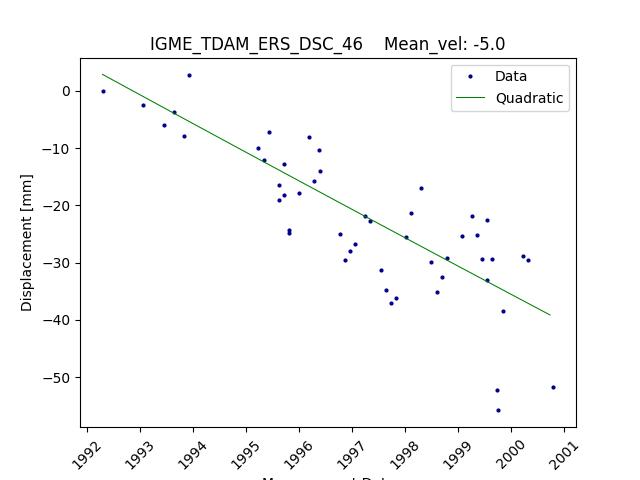 IGME_TDAM_ERS_DSC_46    Mean_vel: -5.0
Data
Quadratic
Displacement [mm]
0
−10
−20
−30
−40
−50
1992 1993 1994 1995 1996 1997 1998 1999 2000 2001